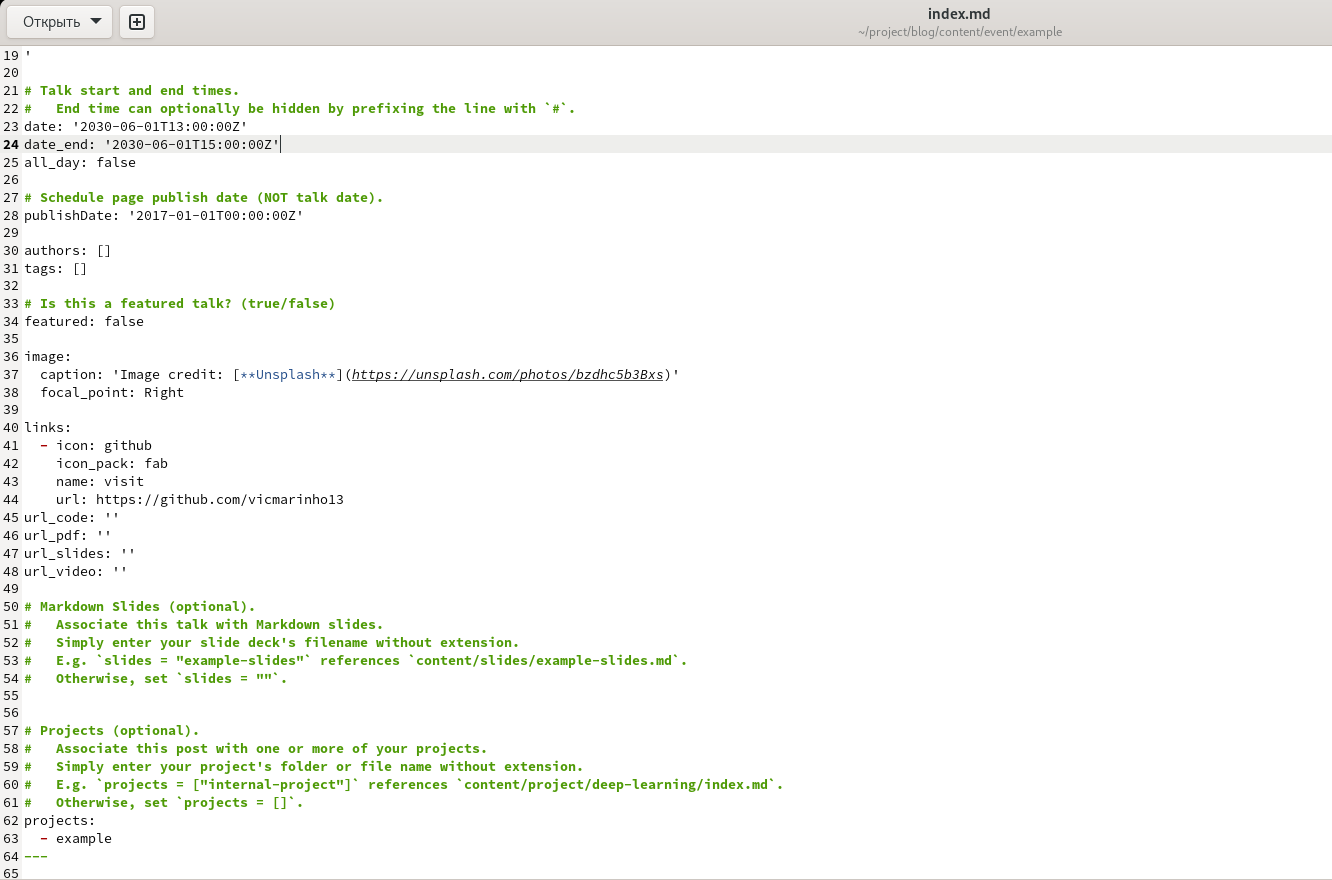 Открыть
index.md
~/project/blog/content/event/example
19 '
20
21 # Talk start and end times.
22 #   End time can optionally be hidden by prefixing the line with `#`.
23 date: '2030-06-01T13:00:00Z'
24 date_end: '2030-06-01T15:00:00Z'
25 all_day: false
26
27 # Schedule page publish date (NOT talk date).
28 publishDate: '2017-01-01T00:00:00Z'
29
30 authors: []
31 tags: []
32
33 # Is this a featured talk? (true/false)
34 featured: false
35
36 image:
37   caption: 'Image credit: [**Unsplash**](https://unsplash.com/photos/bzdhc5b3Bxs)'
38   focal_point: Right
39
40 links:
41   - icon: github
42     icon_pack: fab
43     name: visit
44     url: https://github.com/vicmarinho13
45 url_code: ''
46 url_pdf: ''
47 url_slides: ''
48 url_video: ''
49
50 # Markdown Slides (optional).
51 #   Associate this talk with Markdown slides.
52 #   Simply enter your slide deck's filename without extension.
53 #   E.g. `slides = "example-slides"` references `content/slides/example-slides.md`.
54 #   Otherwise, set `slides = ""`.
55
56
57 # Projects (optional).
58 #   Associate this post with one or more of your projects.
59 #   Simply enter your project's folder or file name without extension.
60 #   E.g. `projects = ["internal-project"]` references `content/project/deep-learning/index.md`.
61 #   Otherwise, set `projects = []`.
62 projects:
63   - example
64 ---
65